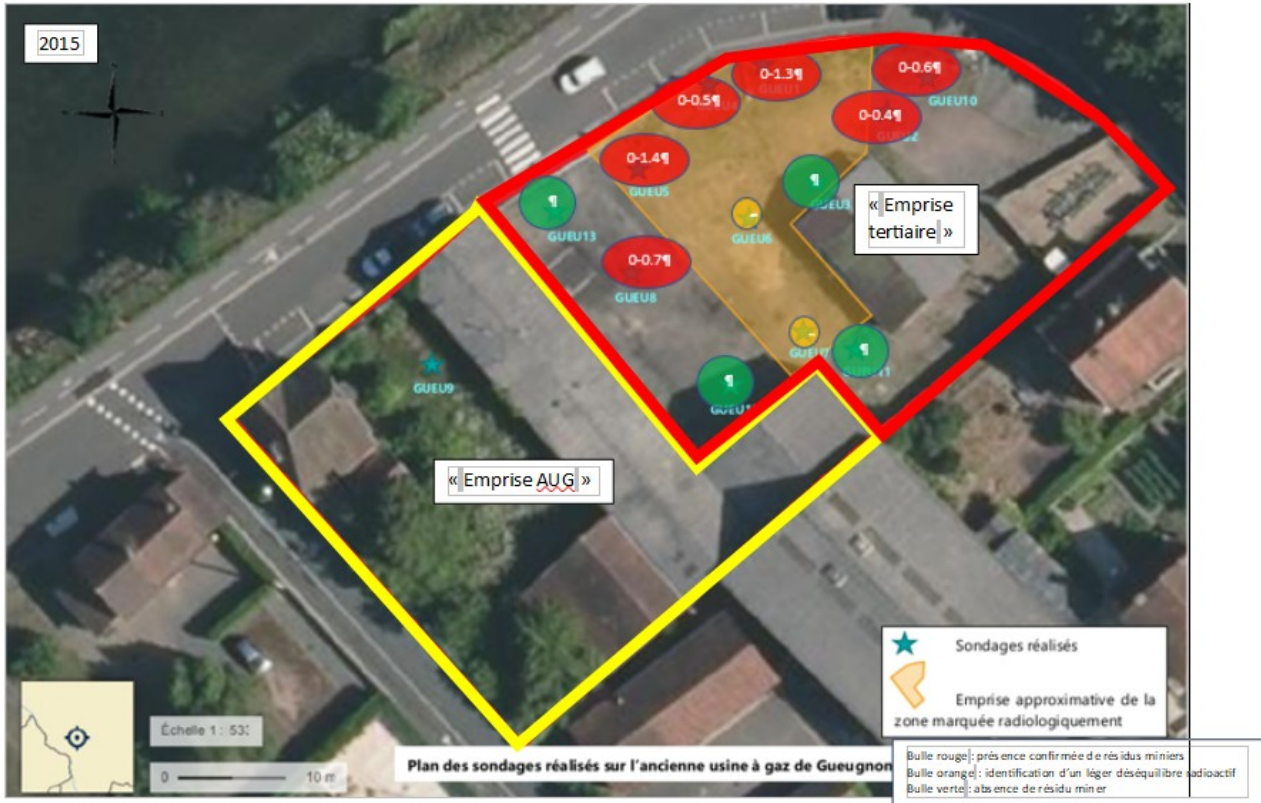 2015
0-1.3¶
0-0.6¶
0-0.5¶
GUEU10
0-0.4¶
0-1.4¶
GUEU5
¶
GUEU3
« Emprise
tertiaire »
¶
GUEU13
GUEU6
0-0.7¶
GUEU8
GUEU7
¶
GUEU9
¶
« Emprise AUG »
Sondages réalisés
Emprise approximative de la
zone marquée radiologiquement
Échelle 1 : 53
0 10 m
Plan des sondages réalisés sur l'ancienne usine à gaz de Gueugnon
Bulle rouge : présence confirmée de résidus miniers
Bulle orange : identification d'un léger déséquilibre radioactif
Bulle verte : absence de résidu miner